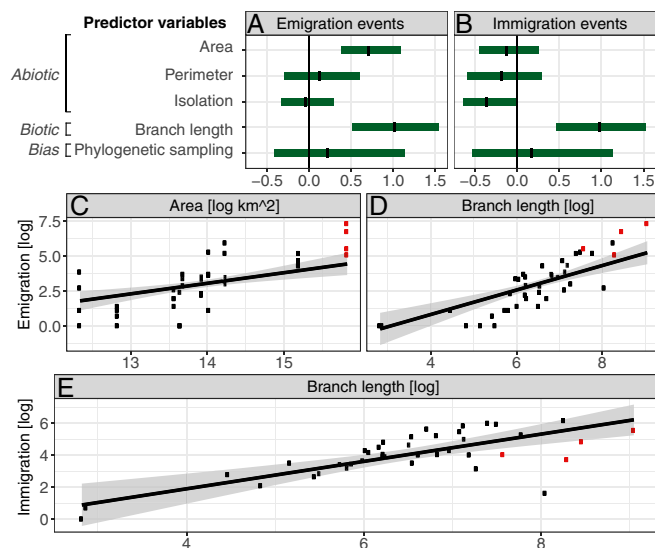 Predictor variables
A Emigration events
B Immigration events
Abiotic
Area
Perimeter
Isolation
Biotic
Branch length
Bias
Phylogenetic sampling
−0.5 0.0 0.5 1.0 1.5
−0.5 0.0 0.5 1.0 1.5
C Area [log km^2]
D Branch length [log]
Emigration [log]
7.5
5.0
2.5
0.0
13 14 15
4 6 8
E Branch length [log]
Immigration [log]
6
4
2
0
4 6 8